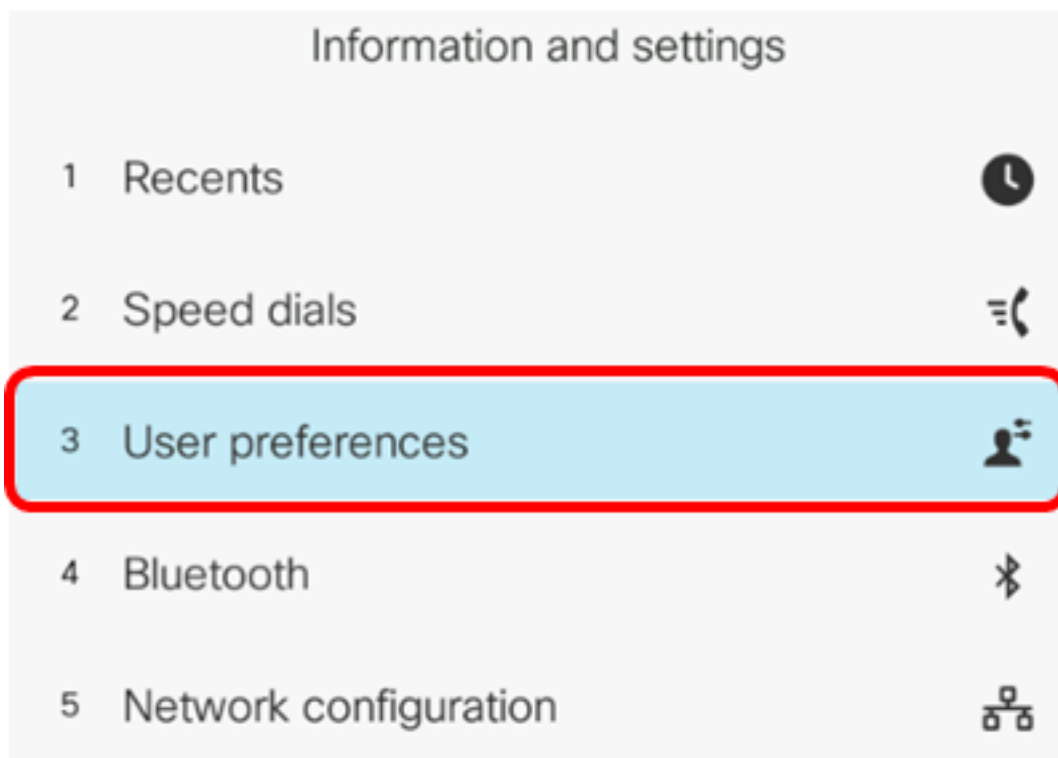 Information and settings
1 Recents
2 Speed dials
3 User preferences
4 Bluetooth
5 Network configuration